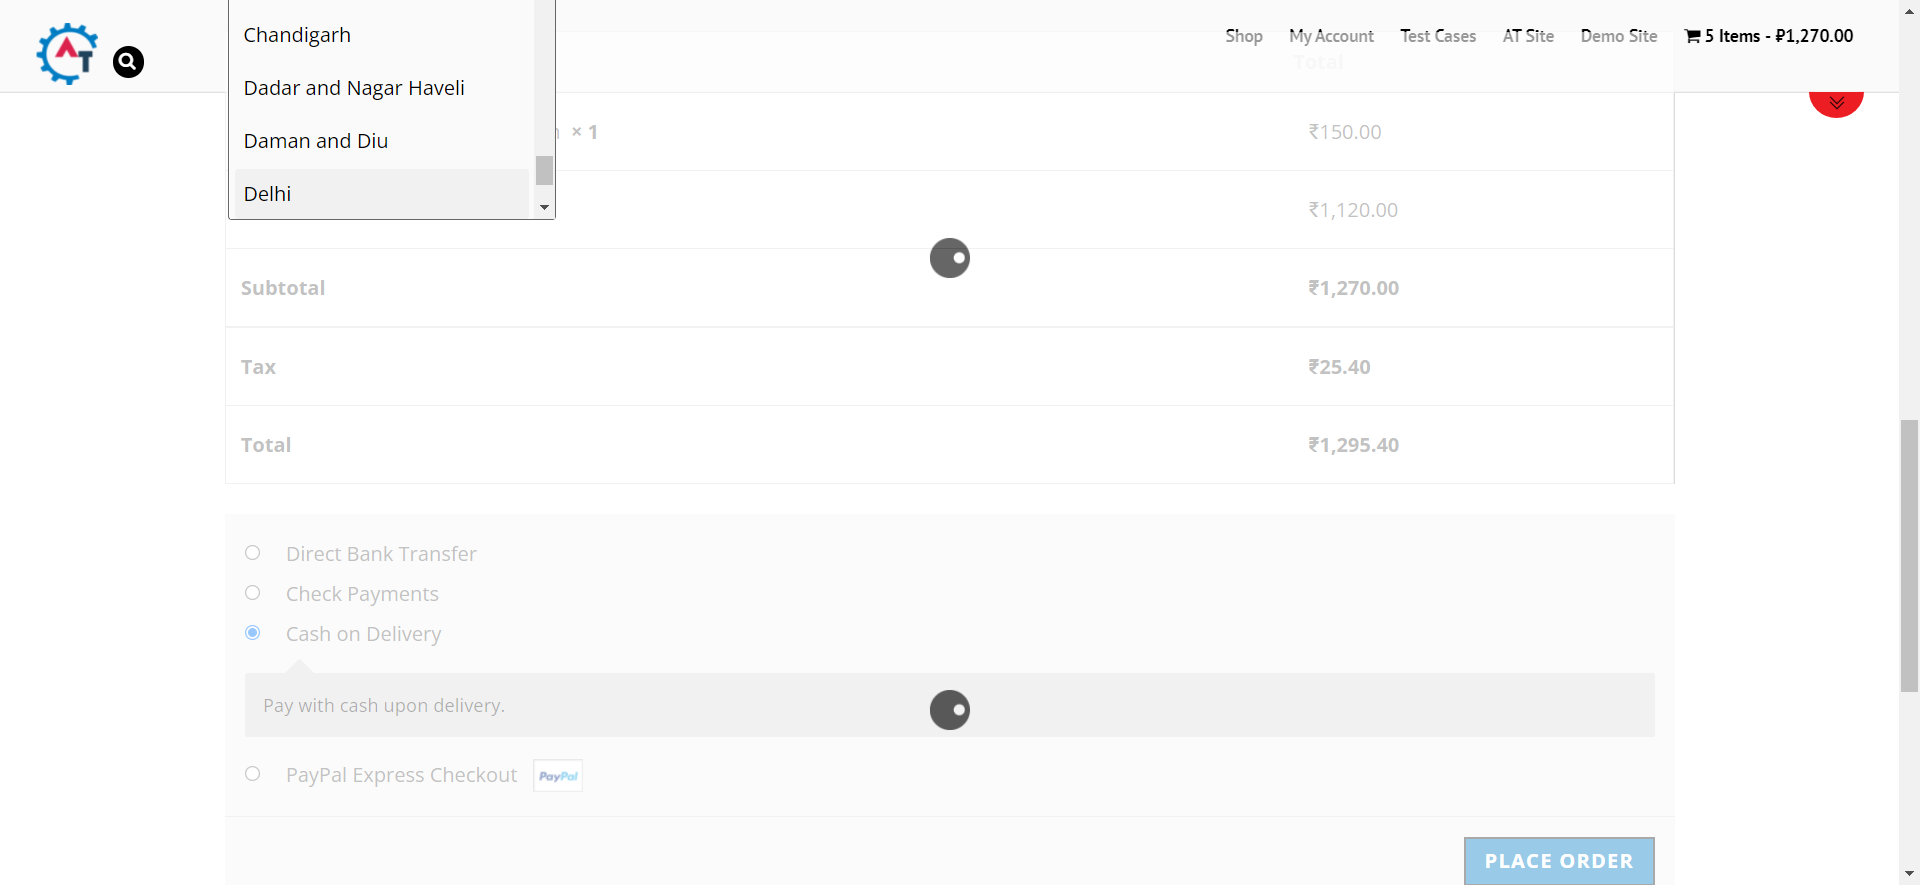 Chandigarh
Dadar and Nagar Haveli
Daman and Diu
Delhi
AT
Shop My Account Test Cases AT Site Demo Site 5 Items - ₽1,270.00
Total
× 1 ₹150.00
₹1,120.00
Subtotal ₹1,270.00
Tax ₹25.40
Total ₹1,295.40
Direct Bank Transfer
Check Payments
Cash on Delivery
Pay with cash upon delivery.
PayPal Express Checkout PayPal
PLACE ORDER